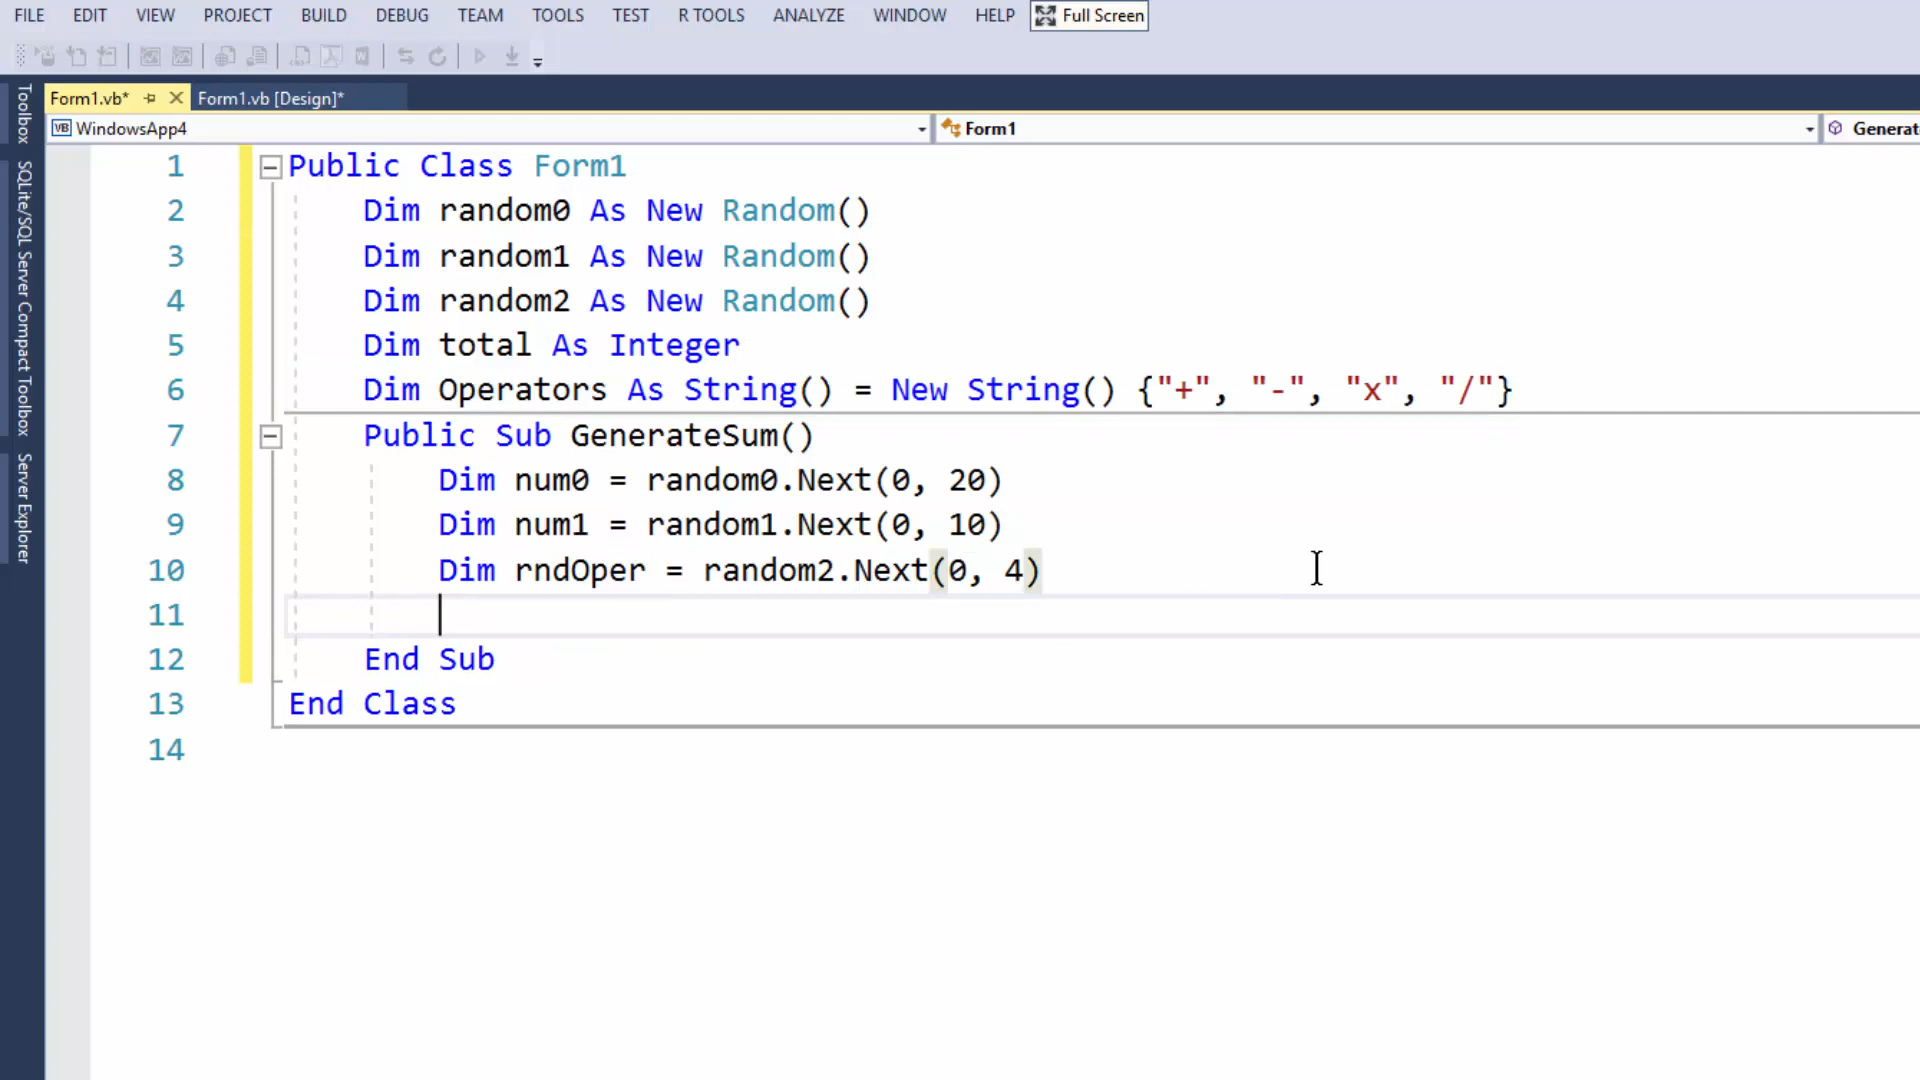 FILE EDIT VIEW PROJECT BUILD DEBUG TEAM TOOLS TEST R TOOLS ANALYZE WINDOW HELP Full Screen
Form1.vb* Form1.vb [Design]*
VB WindowsApp4 Form1 Generat
Toolbox
SQLite/SQL Server Compact Toolbox
Server Explorer
1 Public Class Form1
2 Dim random0 As New Random()
3 Dim random1 As New Random()
4 Dim random2 As New Random()
5 Dim total As Integer
6 Dim Operators As String() = New String() {"+", "-", "x", "/"}
7 Public Sub GenerateSum()
8 Dim num0 = random0.Next(0, 20)
9 Dim num1 = random1.Next(0, 10)
10 Dim rndOper = random2.Next(0, 4)
11
12 End Sub
13 End Class
14